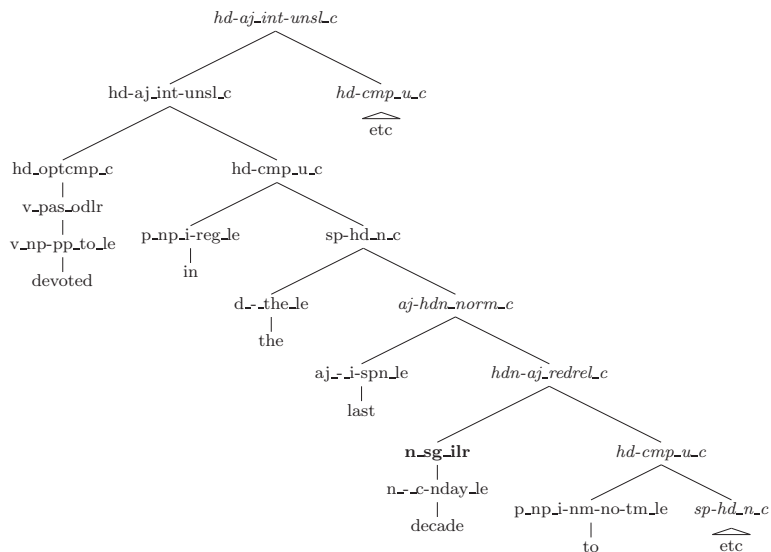 hd-aj_int-unsl_c
hd-aj_int-unsl_c hd-cmp_u_c
etc
hd_optcmp_c hd-cmp_u_c
v_pas_odlr
v_np-pp_to_le p_np_i-reg_le sp-hd_n_c
devoted in
d_-_the_le aj-hdn_norm_c
the
aj_-_i-spn_le hdn-aj_redrel_c
last
n_sg_ilr hd-cmp_u_c
n_-_c-nday_le p_np_i-nm-no-tm_le sp-hd_n_c
decade to etc